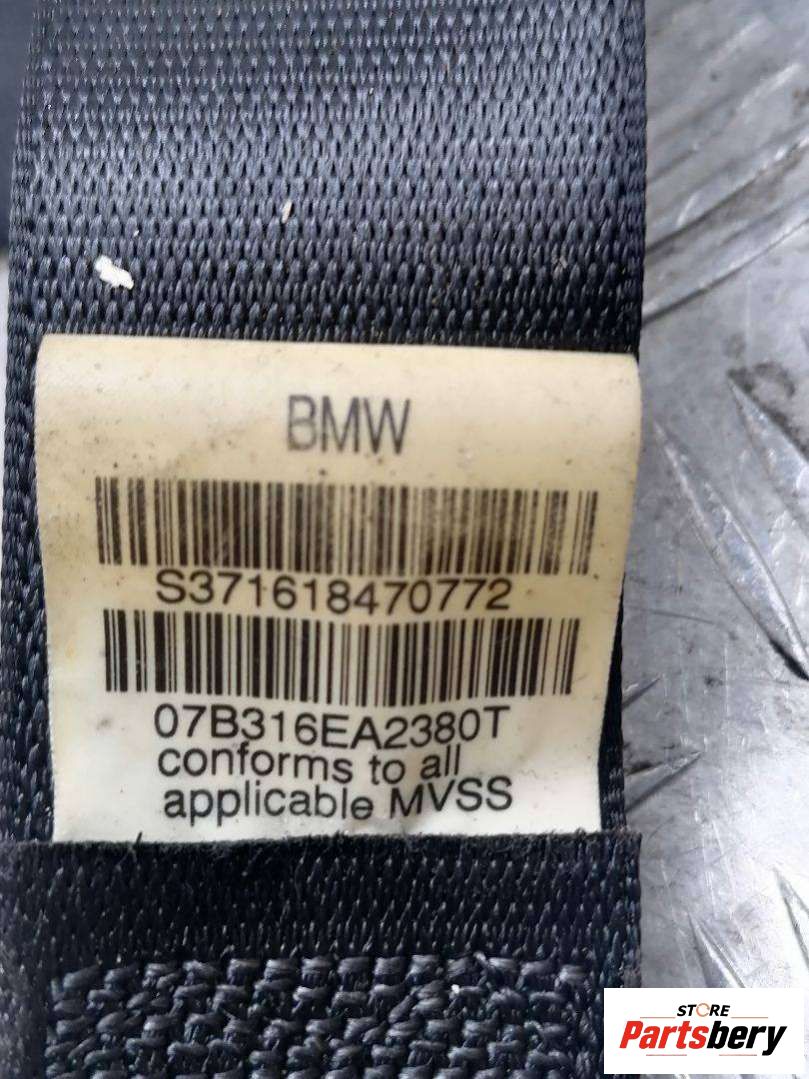 BMW
S371618470772
07B316EA2380T
conforms to all
applicable MVSS
STORE
Partsbery